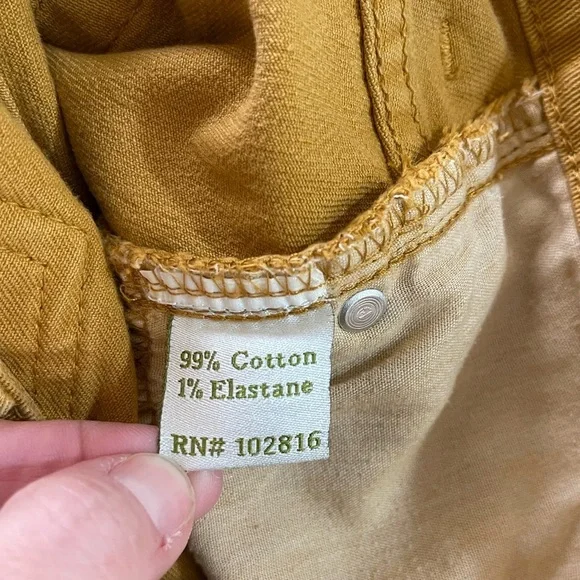 99% Cotton
1% Elastane
RN# 102816